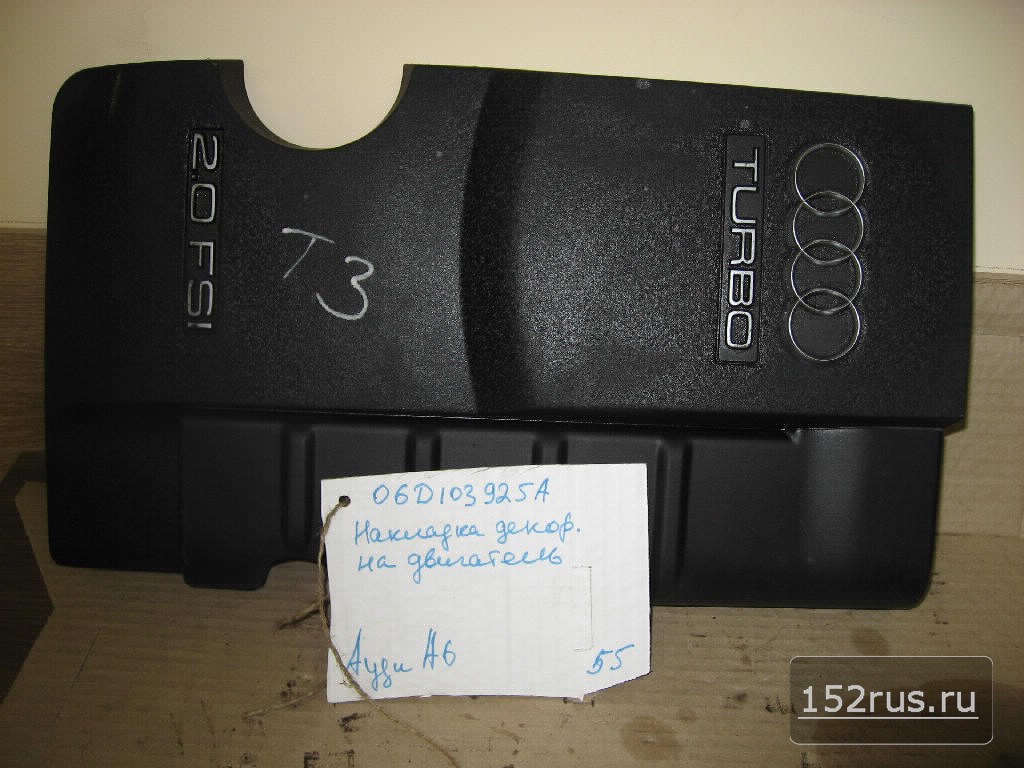 2.0 FSI
T3
TURBO
06D103925A
Накладка декор.
на двигатель
Ауди А6
55
152rus.ru